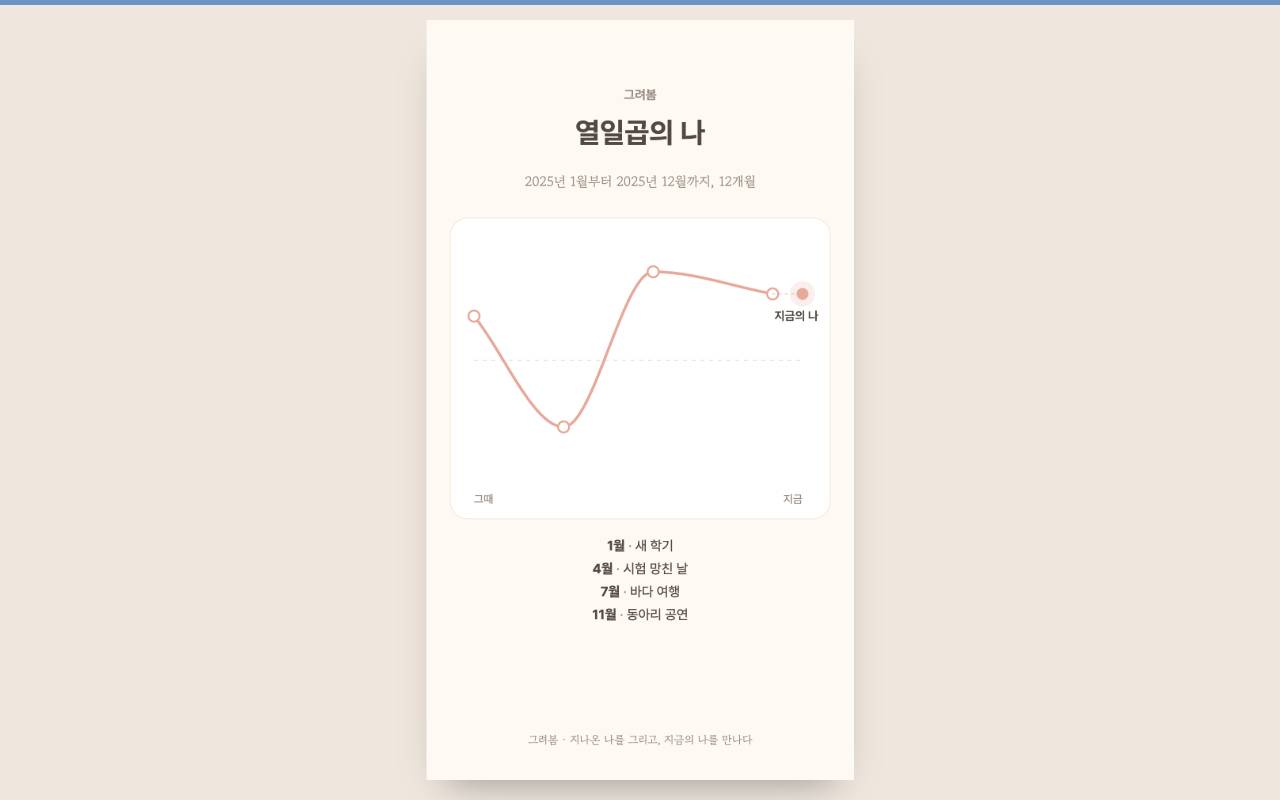 그려봄
열일곱의 나
2025년 1월부터 2025년 12월까지, 12개월
지금의 나
그때
지금
1월 · 새 학기
4월 · 시험 망친 날
7월 · 바다 여행
11월 · 동아리 공연
그려봄 · 지나온 나를 그리고, 지금의 나를 만나다